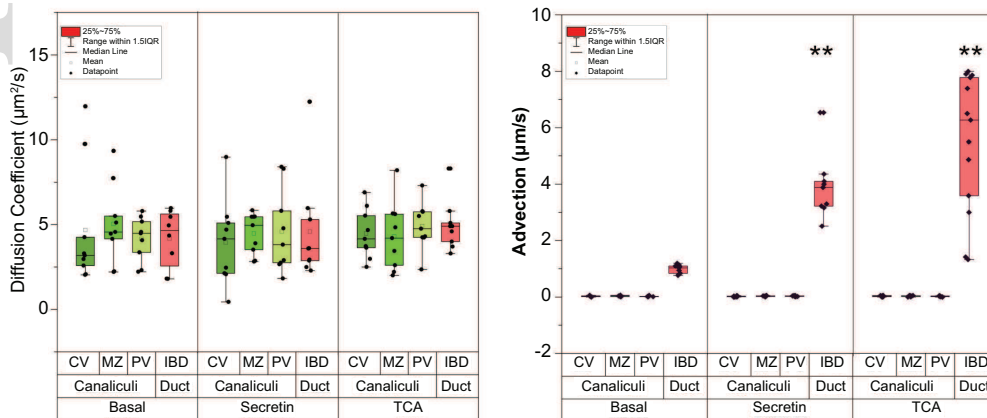 25%~75%
Range within 1.5IQR
Median Line
Mean
Datapoint
Diffusion Coefficient (µm²/s)
15
10
5
0
CV MZ PV IBD CV MZ PV IBD CV MZ PV IBD
Canaliculi Duct Canaliculi Duct Canaliculi Duct
Basal Secretin TCA
25%~75%
Range within 1.5IQR
Median Line
Mean
Datapoint
Advection (µm/s)
10
8
6
4
2
0
-2
** **
CV MZ PV IBD CV MZ PV IBD CV MZ PV IBD
Canaliculi Duct Canaliculi Duct Canaliculi Duct
Basal Secretin TCA